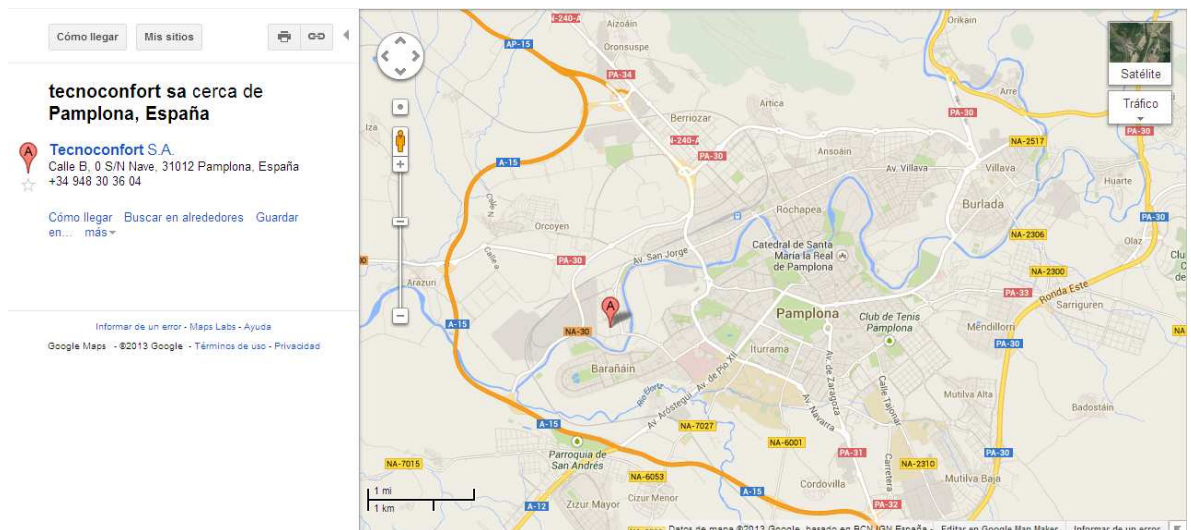 Cómo llegar
Mis sitios
tecnoconfort sa cerca de
Pamplona, España
A
Tecnoconfort S.A.
Calle B, 0 S/N Nave, 31012 Pamplona, España
+34 948 30 36 04
Cómo llegar Buscar en alrededores Guardar
en... más
Informar de un error - Maps Labs - Ayuda
Google Maps - ©2013 Google - Términos de uso - Privacidad
Satélite
Tráfico
N-240-A
Aizoáin
Orikain
AP-15
Oronsuspe
PA-34
Arre
Artica
Berriozar
PA-30
Iza
N-240-A
NA-2517
Ansoáin
PA-30
A-15
Av. Villava
Villava
Huarte
Calle N
Burlada
Rochapea
PA-30
Orcoyen
NA-2306
Catedral de Santa
María la Real
de Pamplona
Olaz
Av. San Jorge
Calle a
PA-30
NA-2300
Arazuri
PA-33
Ronda Este
Sarriguren
A
Pamplona
Club de Tenis
Pamplona
A-15
NA-30
Mendillorri
PA-30
Iturrama
Barañáin
Av. de Pío XII
Av. de Zaragoza
Calle Tajonar
Río Elorz
Mutilva Alta
Badostáin
Av. Aróstegui
Av. Navarra
A-15
NA-7027
NA-6001
Parroquia de
San Andrés
PA-31
PA-30
NA-7015
NA-2310
NA-6053
Carretera
Mutilva Baja
Cordovilla
A-15
1 mi
1 km
Cizur Menor
A-12
Zizur Mayor
PA-32
Datos de mapa ©2013 Google, basado en BCN IGN España - Editar en Google Map Maker
Informar de un error